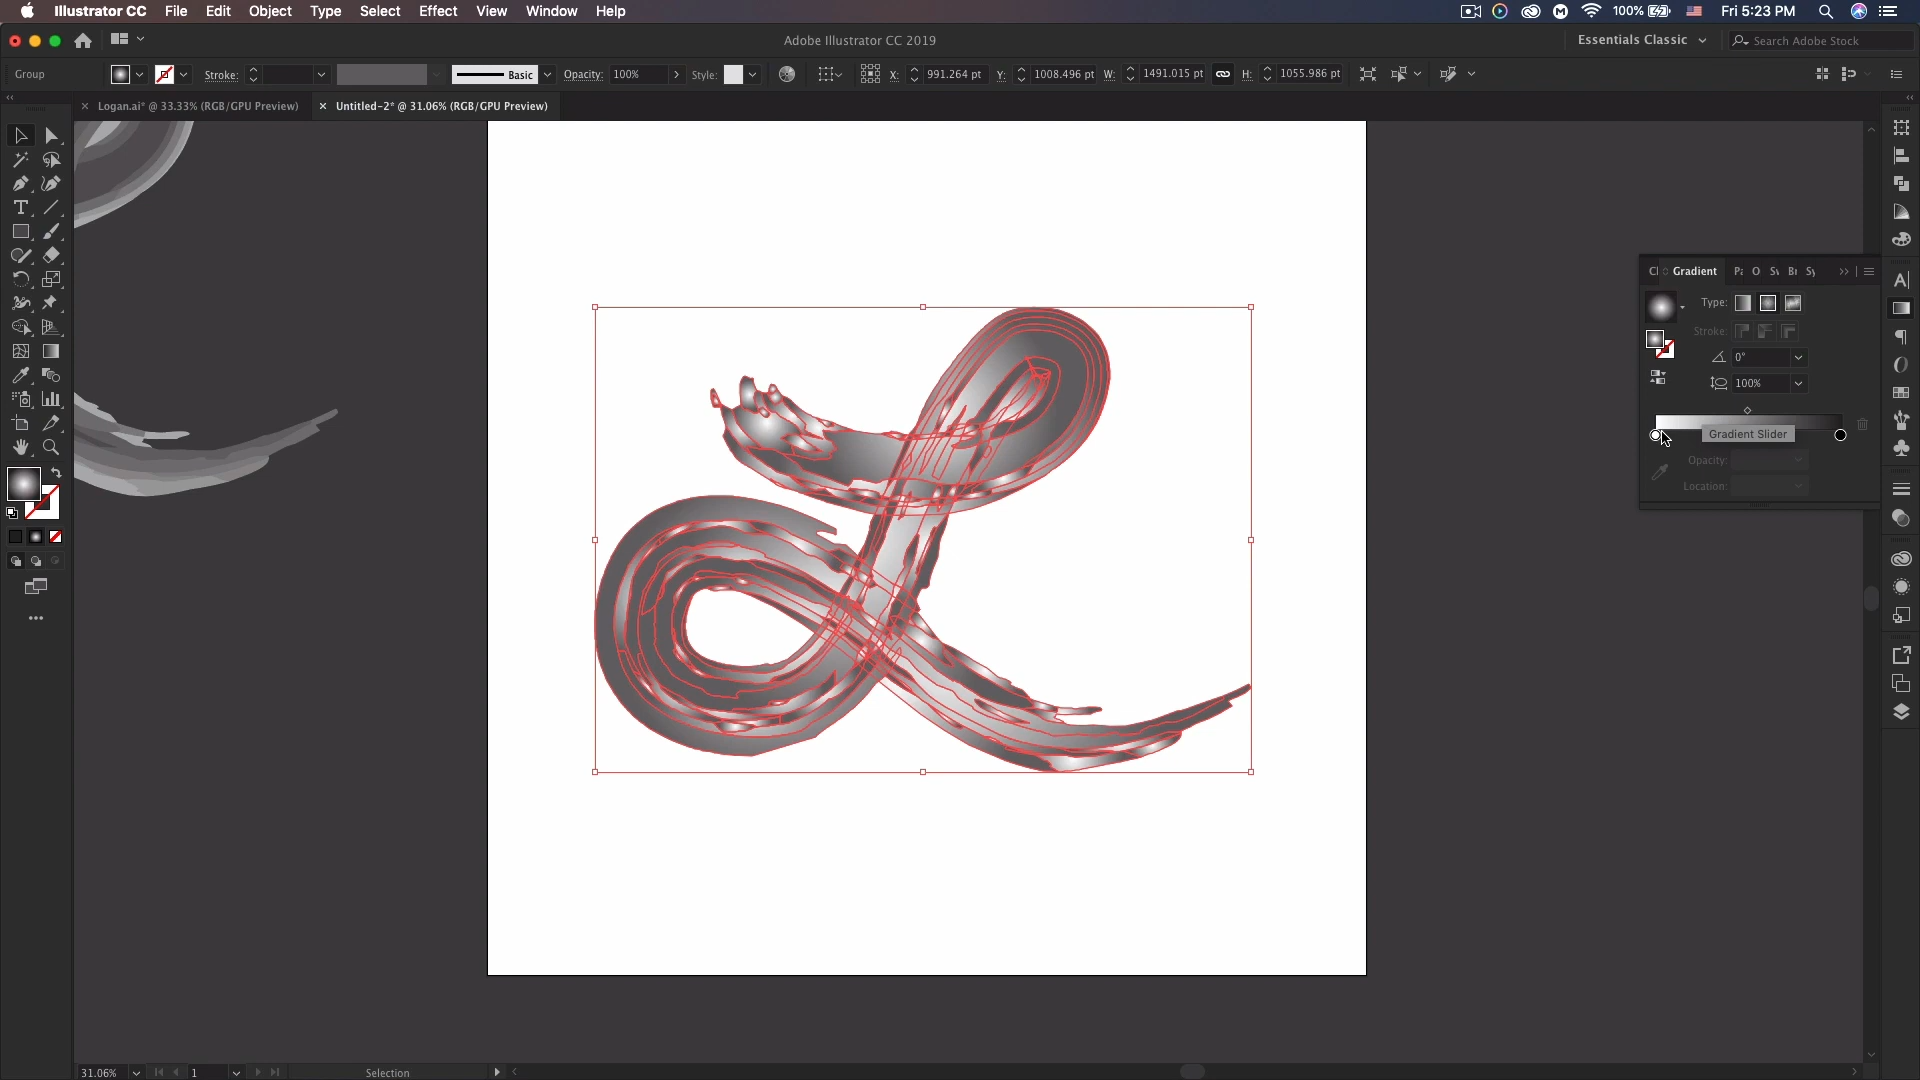 Illustrator CC File Edit Object Type Select Effect View Window Help 100% Fri 5:23 PM
Adobe Illustrator CC 2019 Essentials Classic Search Adobe Stock
Group Stroke: Basic Opacity: 100% Style: X: 991.264 pt Y: 1008.496 pt W: 1491.015 pt H: 1055.986 pt
Logan.ai* @ 33.33% (RGB/GPU Preview) Untitled-2* @ 31.06% (RGB/GPU Preview)
Gradient
Type:
Stroke:
0°
100%
Gradient Slider
Opacity:
Location:
31.06% 1 Selection